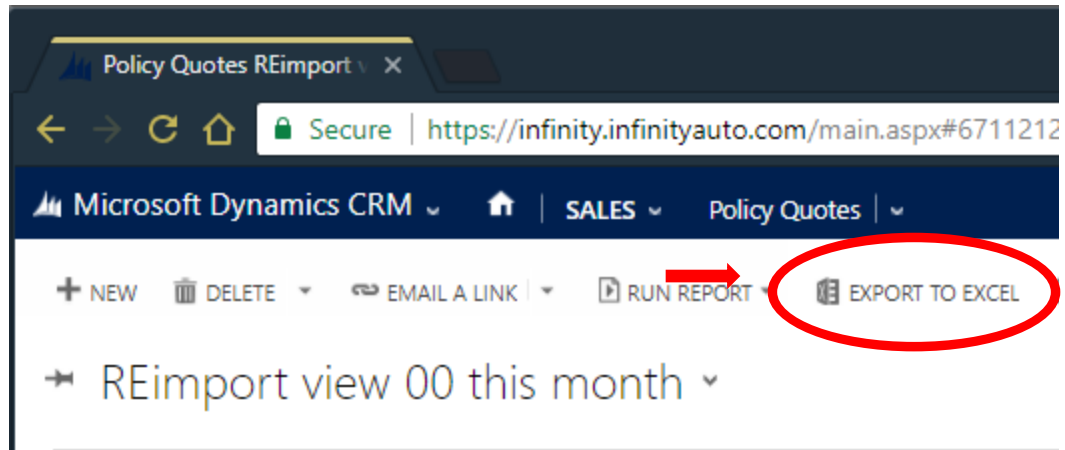 Policy Quotes REimport
Secure | https://infinity.infinityauto.com/main.aspx#6711212
Microsoft Dynamics CRM | SALES Policy Quotes |
+ NEW DELETE EMAIL A LINK RUN REPORT EXPORT TO EXCEL
REimport view 00 this month